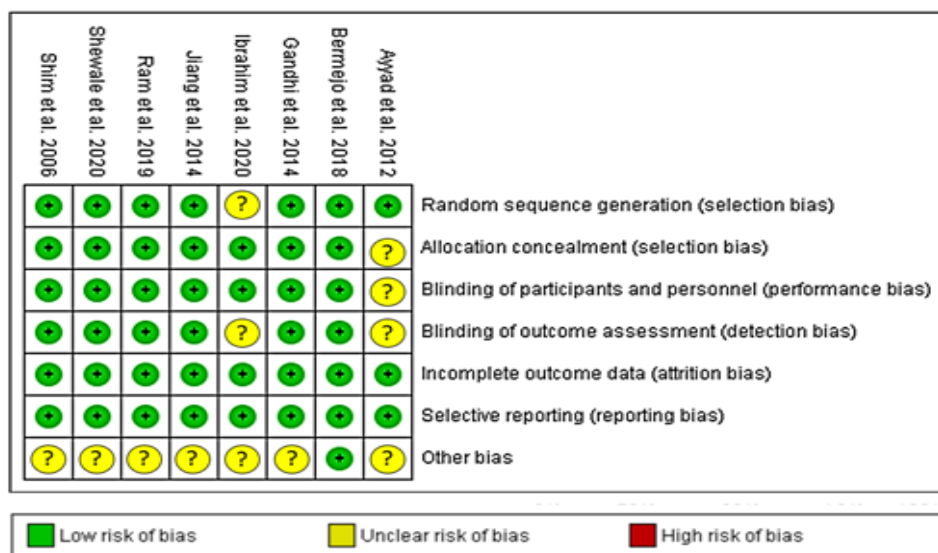 Shim et al. 2006
Shewale et al. 2020
Ram et al. 2019
Jiang et al. 2014
Ibrahim et al. 2020
Gandhi et al. 2014
Bermejo et al. 2018
Ayyad et al. 2012
+ + + + ? + + + Random sequence generation (selection bias)
+ + + + + + + ? Allocation concealment (selection bias)
+ + + + + + + ? Blinding of participants and personnel (performance bias)
+ + + + ? + + ? Blinding of outcome assessment (detection bias)
+ + + + + + + + Incomplete outcome data (attrition bias)
+ + + + + + + + Selective reporting (reporting bias)
? ? ? ? ? ? + ? Other bias
Low risk of bias Unclear risk of bias High risk of bias